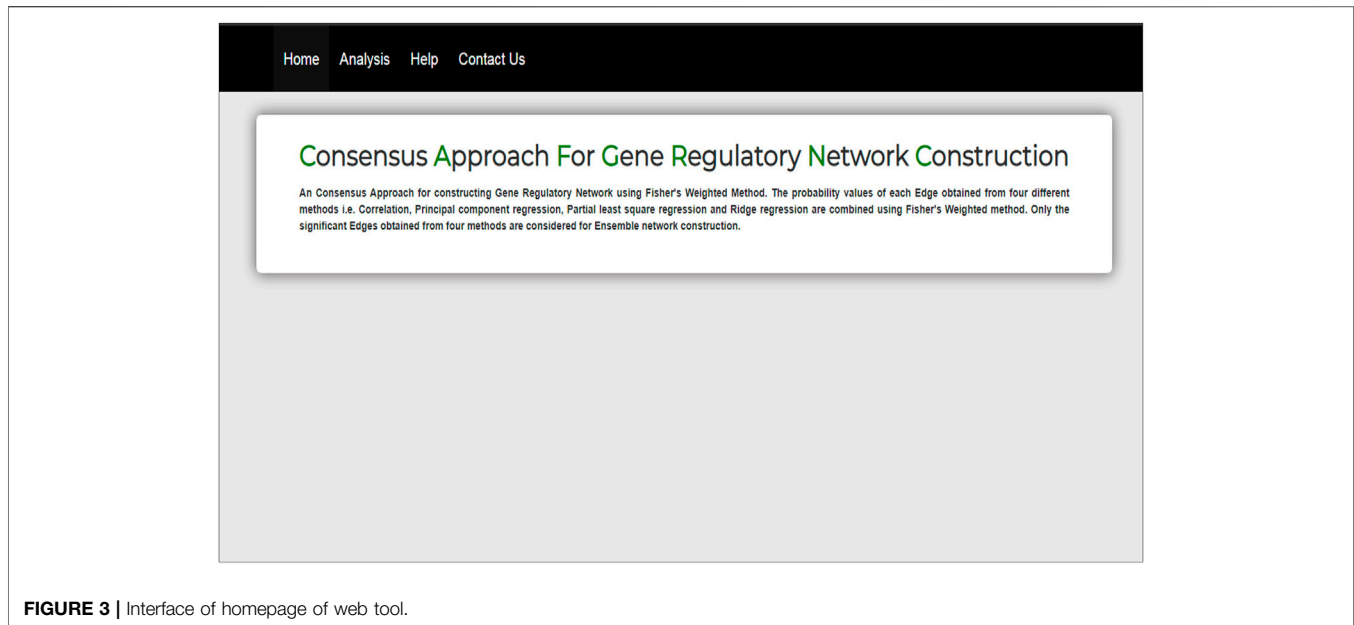 Home Analysis Help Contact Us
Consensus Approach For Gene Regulatory Network Construction
An Consensus Approach for constructing Gene Regulatory Network using Fisher's Weighted Method. The probability values of each Edge obtained from four different
methods i.e. Correlation, Principal component regression, Partial least square regression and Ridge regression are combined using Fisher's Weighted method. Only the
significant Edges obtained from four methods are considered for Ensemble network construction.
FIGURE 3 | Interface of homepage of web tool.